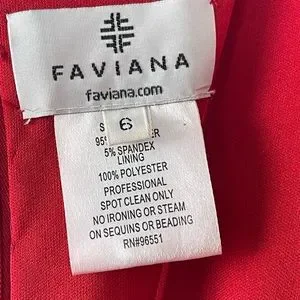 FAVIANA
faviana.com
6
5% SPANDEX
LINING
100% POLYESTER
PROFESSIONAL
SPOT CLEAN ONLY
NO IRONING OR STEAM
ON SEQUINS OR BEADING
RN#96551